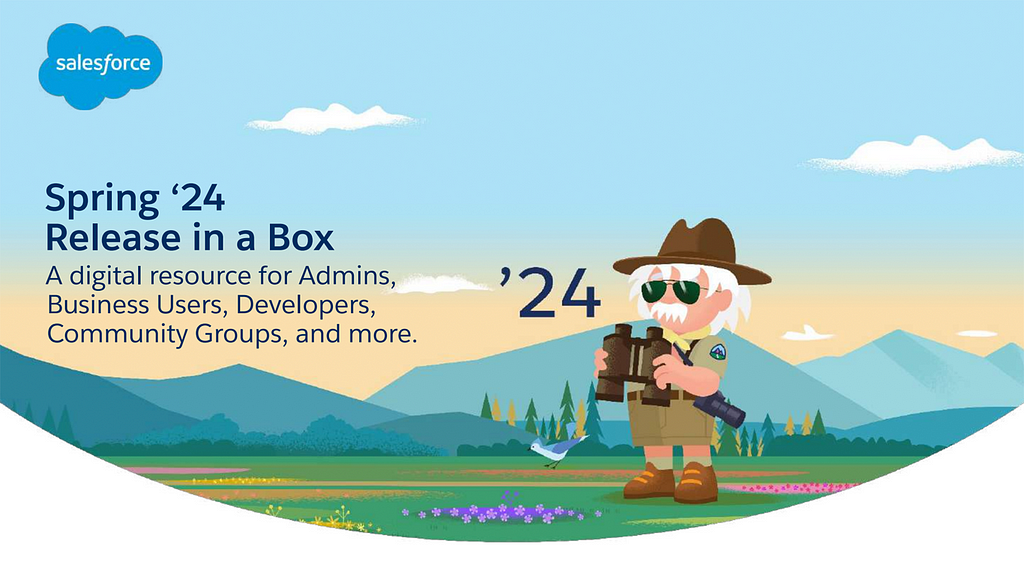 salesforce
Spring ‘24
Release in a Box
A digital resource for Admins,
Business Users, Developers,
Community Groups, and more.
’24